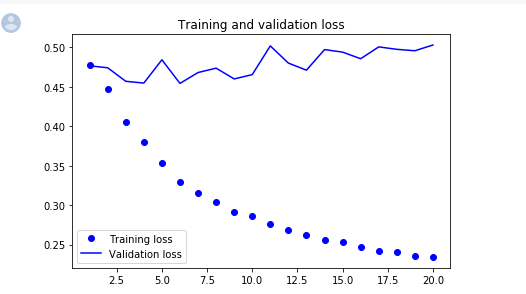 Training and validation loss
0.50
0.45
0.40
0.35
0.30
0.25
Training loss
Validation loss
2.5 5.0 7.5 10.0 12.5 15.0 17.5 20.0